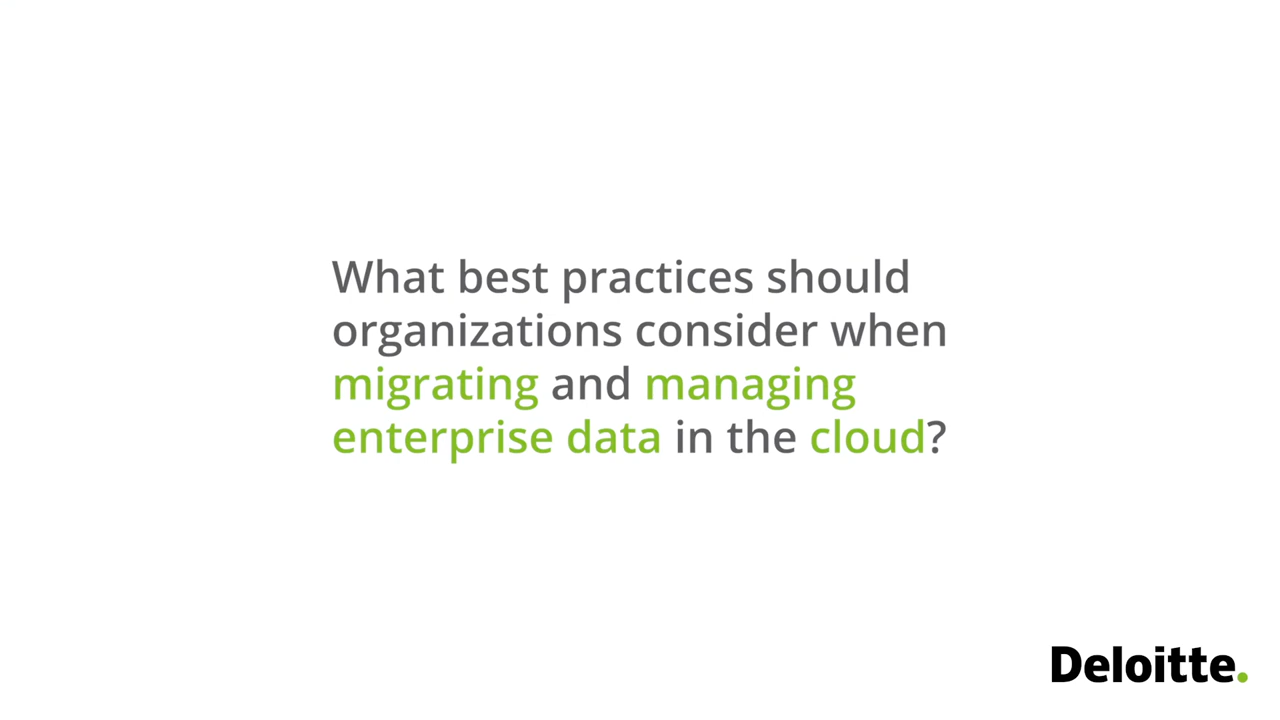 What best practices should
organizations consider when
migrating and managing
enterprise data in the cloud?
Deloitte.